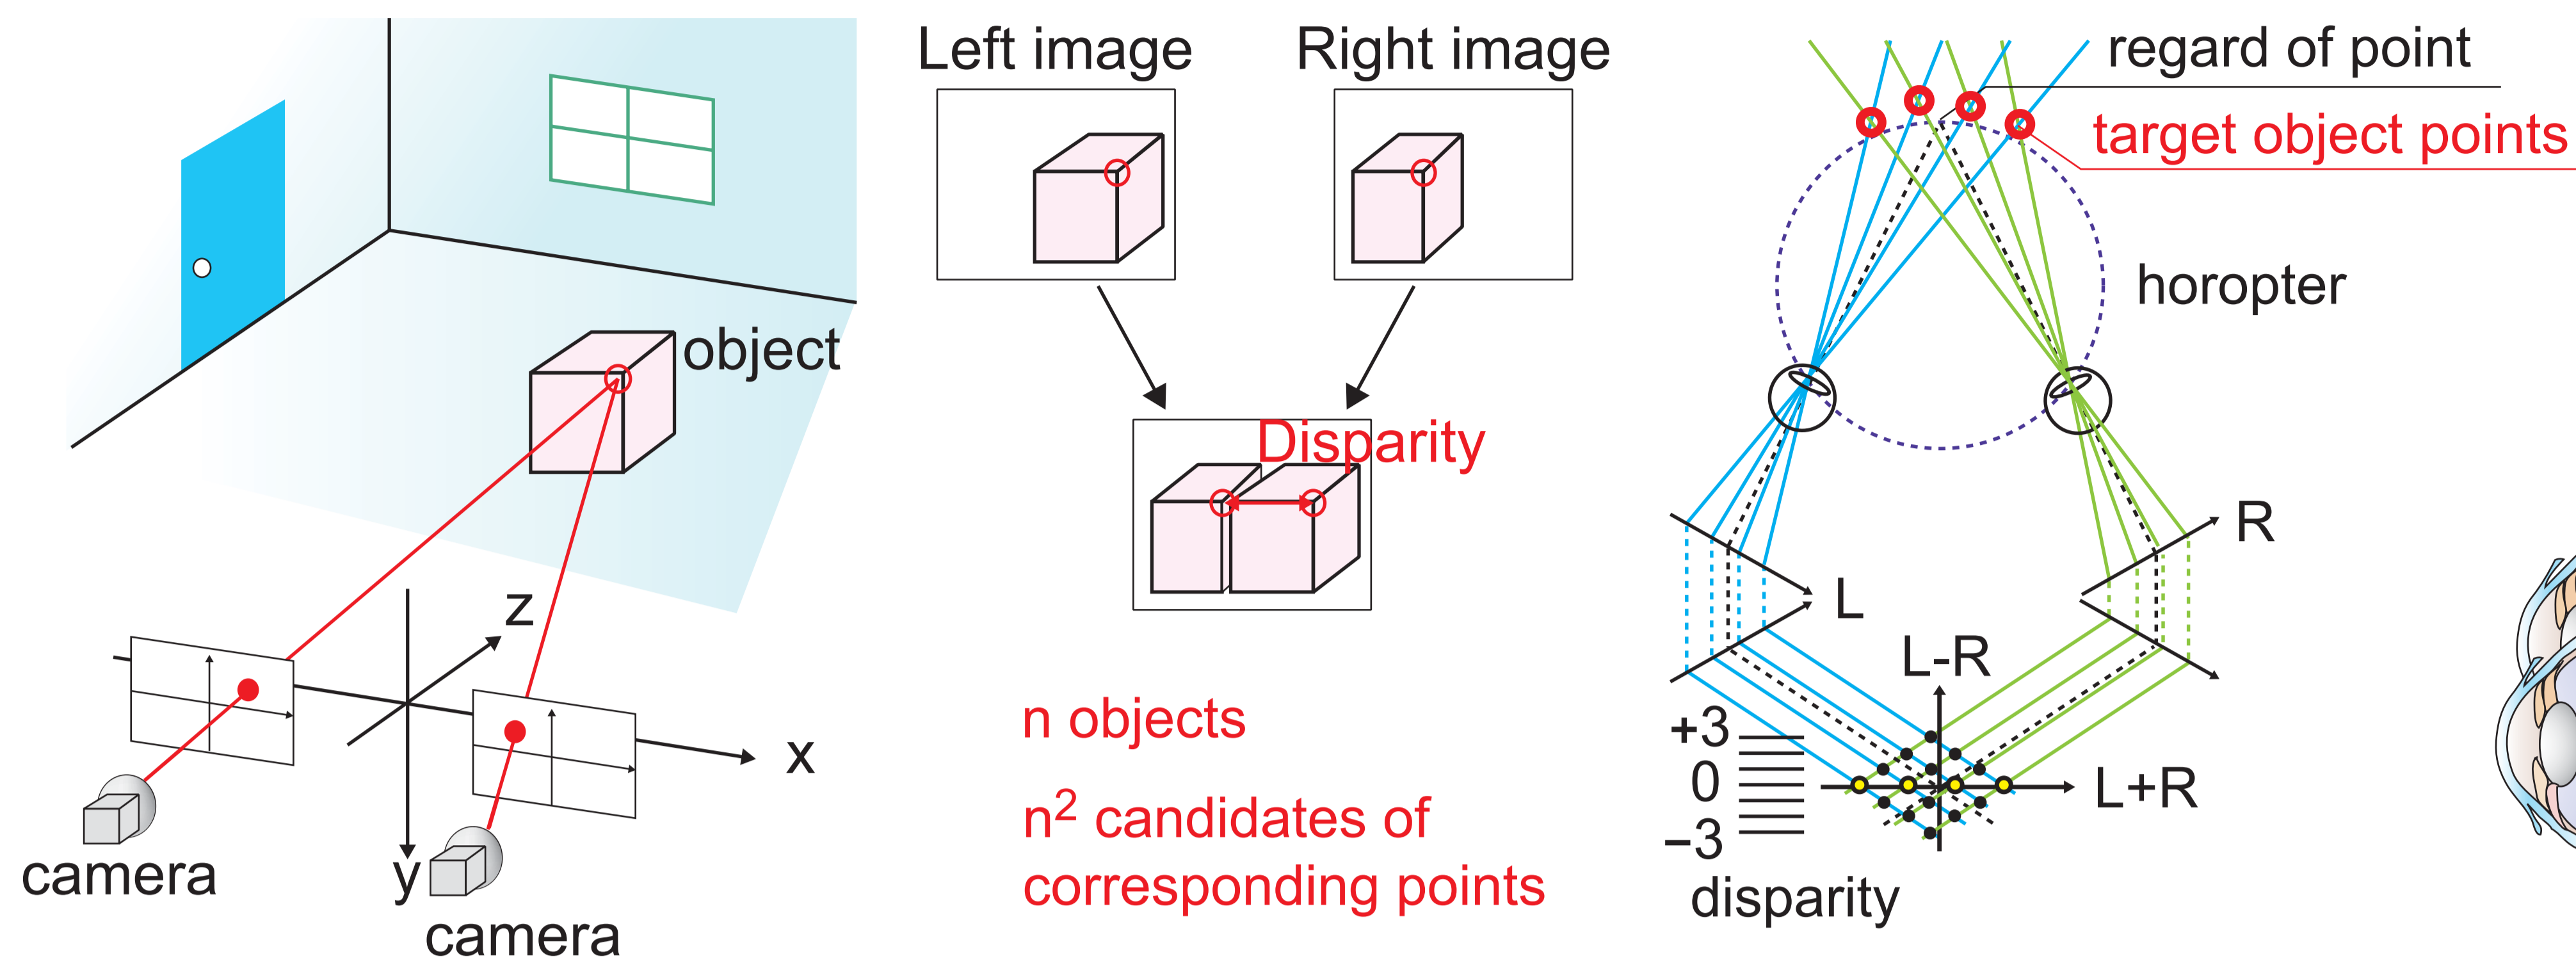 object
z
x
y
camera
camera
Left image
Right image
Disparity
n objects
n² candidates of
corresponding points
regard of point
target object points
horopter
R
L
L-R
+3
0
L+R
−3
disparity